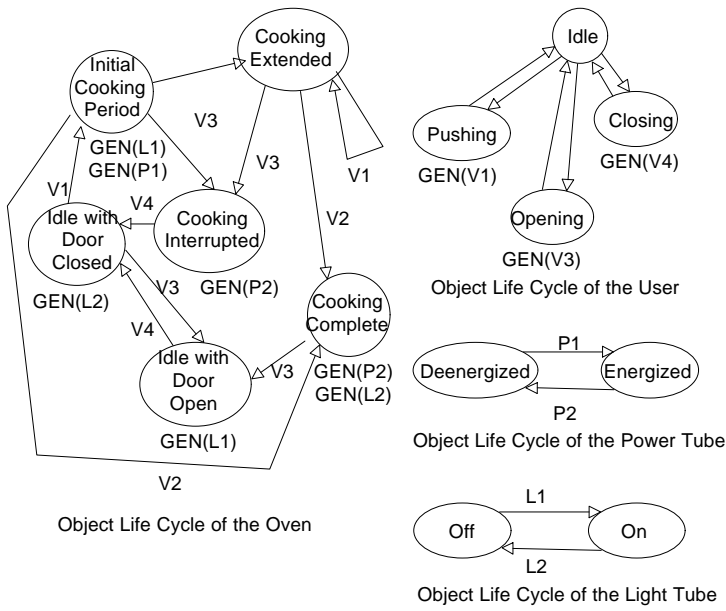 Cooking
Extended
Initial
Cooking
Period
V3
GEN(L1)
GEN(P1)
V3
V1
V1
V4
Idle with
Door
Closed
Cooking
Interrupted
V2
GEN(L2)
GEN(P2)
V3
V4
Cooking
Complete
Idle with
Door
Open
V3
GEN(P2)
GEN(L2)
GEN(L1)
V2
Object Life Cycle of the Oven
Idle
Pushing
Closing
GEN(V1)
GEN(V4)
Opening
GEN(V3)
Object Life Cycle of the User
P1
Deenergized
Energized
P2
Object Life Cycle of the Power Tube
L1
Off
On
L2
Object Life Cycle of the Light Tube